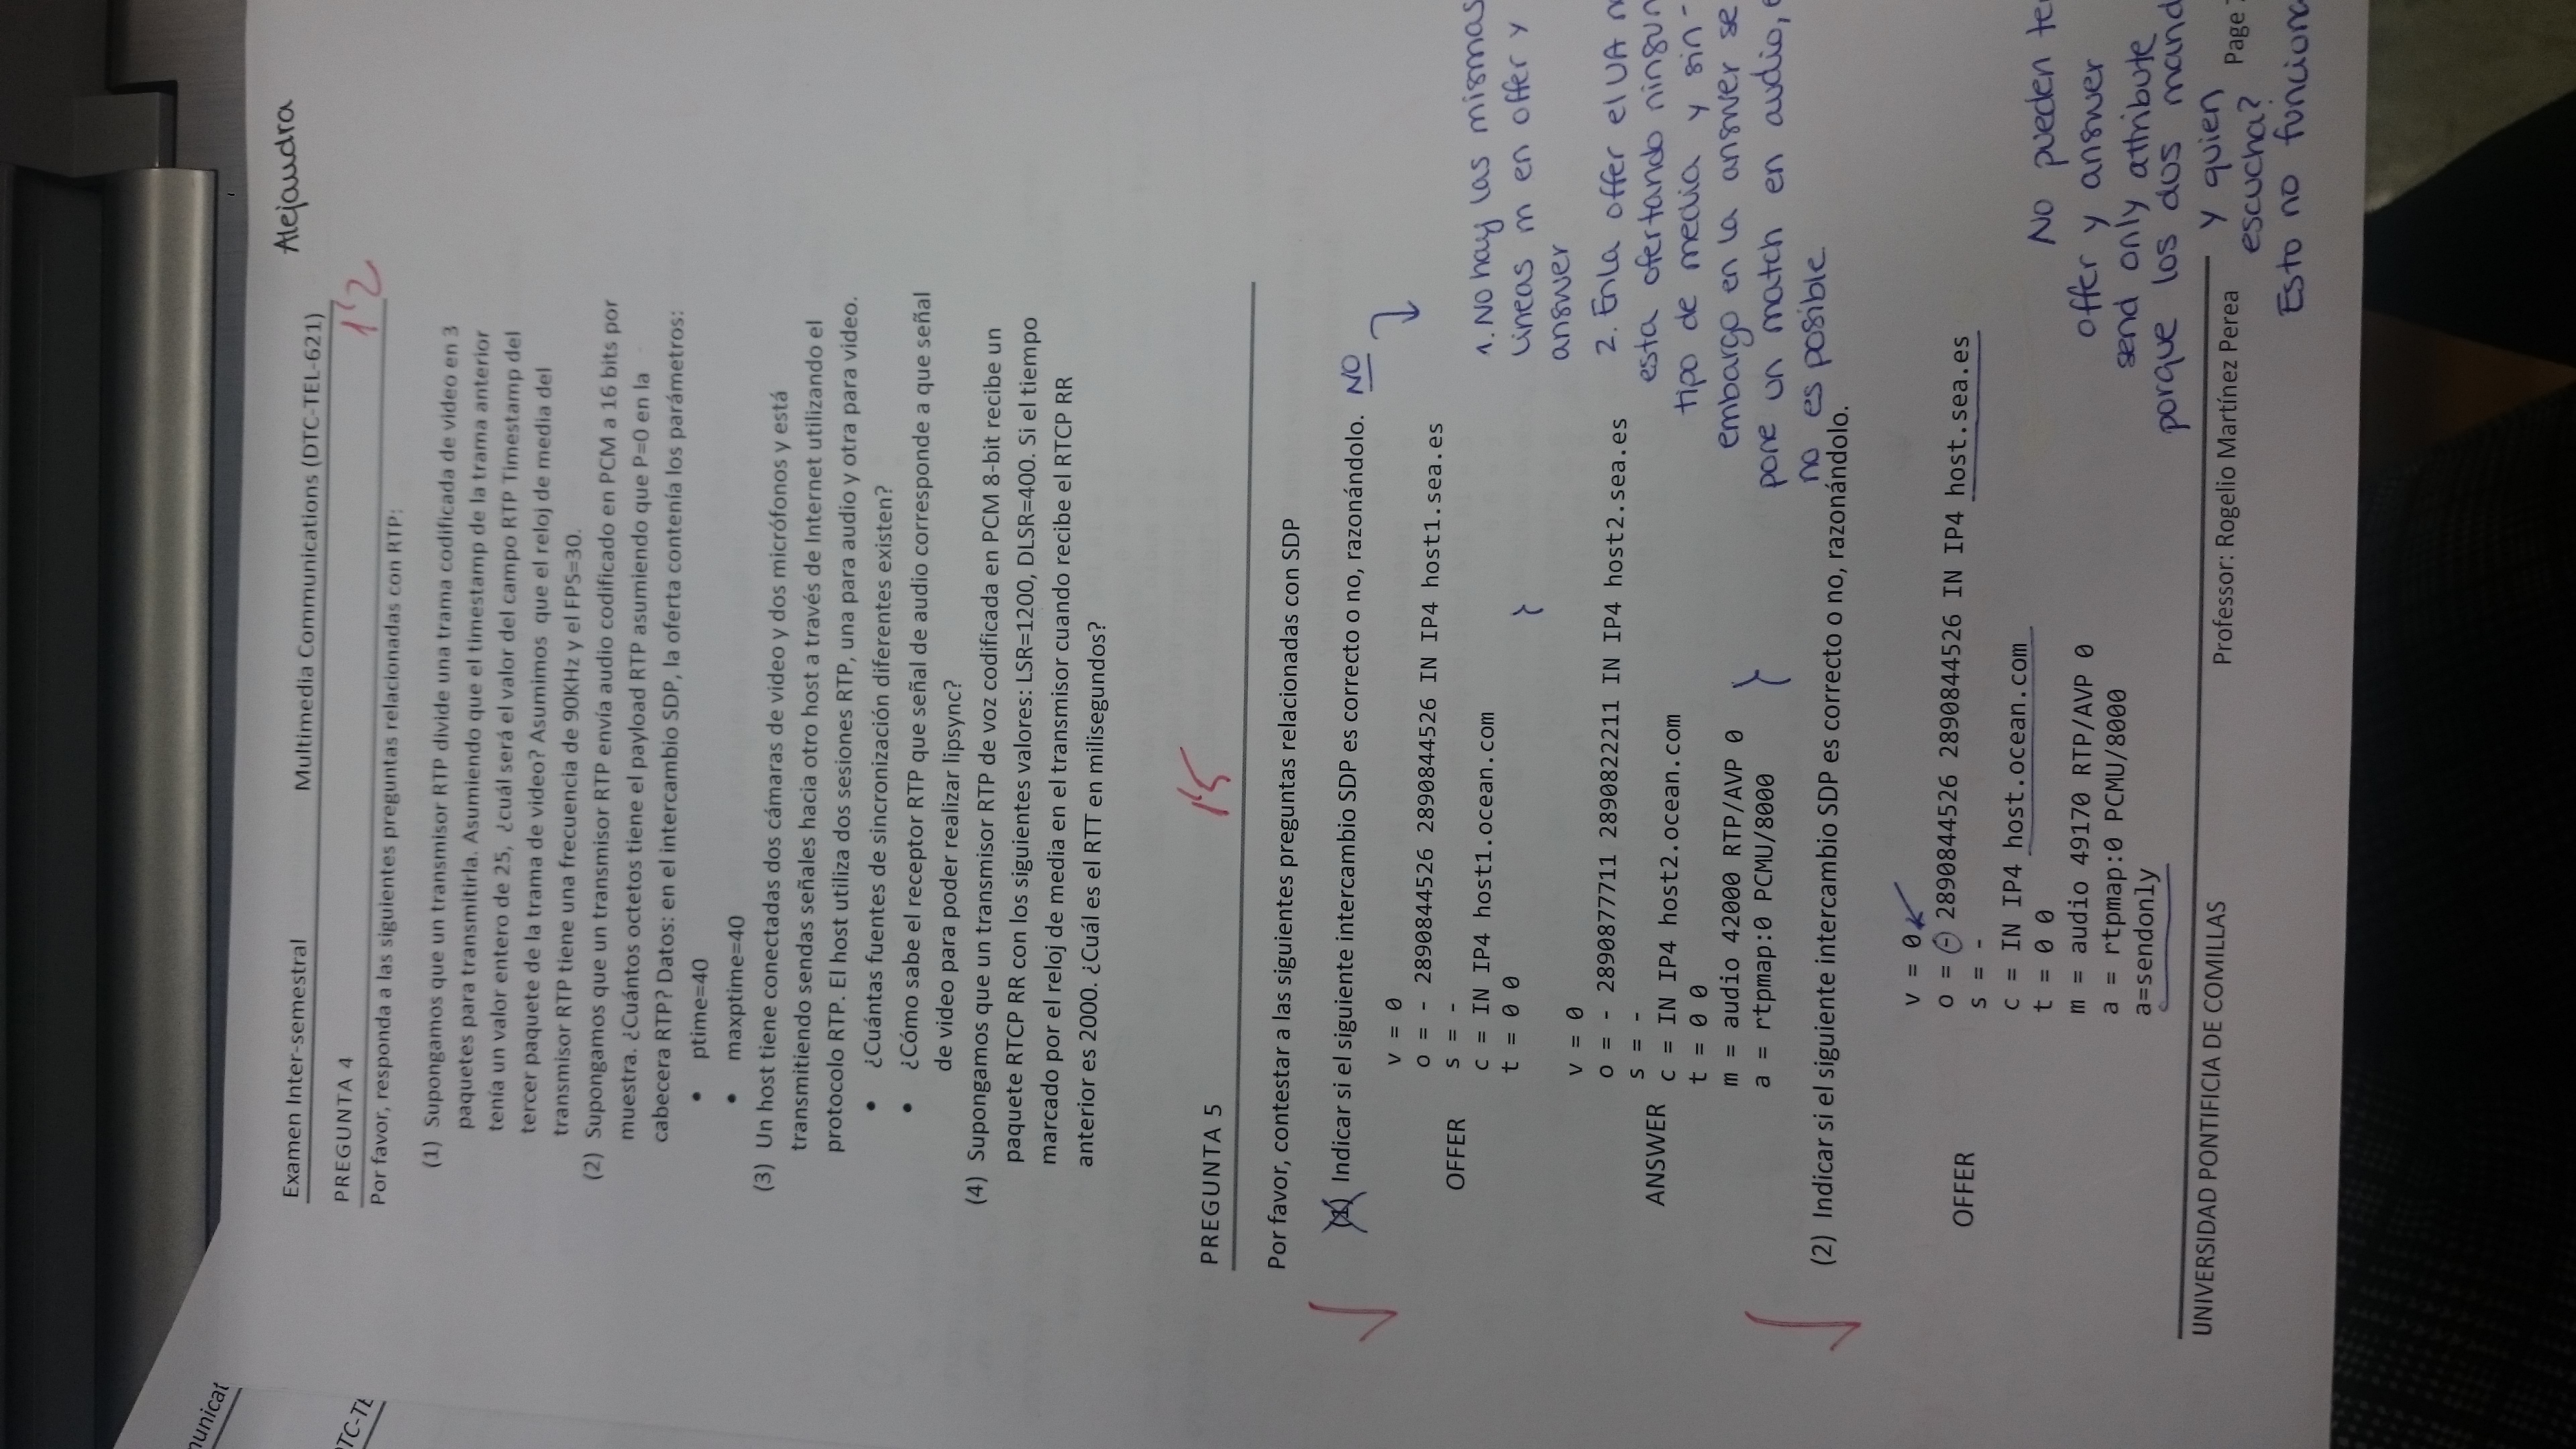 Alejandra
Examen Inter-semestral
Multimedia Communications (DTC-TEL-621)
PREGUNTA 4
1'2
Por favor, responda a las siguientes preguntas relacionadas con RTP:
(1) Supongamos que un transmisor RTP divide una trama codificada de video en 3
paquetes para transmitirla. Asumiendo que el timestamp de la trama anterior
tenía un valor entero de 25, ¿cuál será el valor del campo RTP Timestamp del
tercer paquete de la trama de video? Asumimos que el reloj de media del
transmisor RTP tiene una frecuencia de 90KHz y el FPS=30.
(2) Supongamos que un transmisor RTP envía audio codificado en PCM a 16 bits por
muestra. ¿Cuántos octetos tiene el payload RTP asumiendo que P=0 en la
cabecera RTP? Datos: en el intercambio SDP, la oferta contenía los parámetros:
• ptime=40
• maxptime=40
(3) Un host tiene conectadas dos cámaras de video y dos micrófonos y está
transmitiendo sendas señales hacia otro host a través de Internet utilizando el
protocolo RTP. El host utiliza dos sesiones RTP, una para audio y otra para video.
• ¿Cuántas fuentes de sincronización diferentes existen?
• ¿Cómo sabe el receptor RTP que señal de audio corresponde a que señal
de video para poder realizar lipsync?
(4) Supongamos que un transmisor RTP de voz codificada en PCM 8-bit recibe un
paquete RTCP RR con los siguientes valores: LSR=1200, DLSR=400. Si el tiempo
marcado por el reloj de media en el transmisor cuando recibe el RTCP RR
anterior es 2000. ¿Cuál es el RTT en milisegundos?
PREGUNTA 5
1'5
Por favor, contestar a las siguientes preguntas relacionadas con SDP
(1) Indicar si el siguiente intercambio SDP es correcto o no, razonándolo. NO
OFFER
v = 0
o = - 2890844526 2890844526 IN IP4 host1.sea.es
s = -
c = IN IP4 host1.ocean.com
t = 0 0
ANSWER
v = 0
o = - 2890877711 2890822211 IN IP4 host2.sea.es
s = -
c = IN IP4 host2.ocean.com
t = 0 0
m = audio 42000 RTP/AVP 0
a = rtpmap:0 PCMU/8000
1. No hay las mismas
lineas m en offer y
answer
2. En la offer el UA
esta ofertando
tipo de media y sin-
embargo en la answer se
pone un match en audio,
no es posible
(2) Indicar si el siguiente intercambio SDP es correcto o no, razonándolo.
OFFER
v = 0
o = - 2890844526 2890844526 IN IP4 host.sea.es
s = -
c = IN IP4 host.ocean.com
t = 0 0
m = audio 49170 RTP/AVP 0
a = rtpmap:0 PCMU/8000
a=sendonly
No pueden
offer y answer
send only attribute
porque los dos
y quien
escucha?
Esto no
UNIVERSIDAD PONTIFICIA DE COMILLAS
Professor: Rogelio Martínez Perea
Page